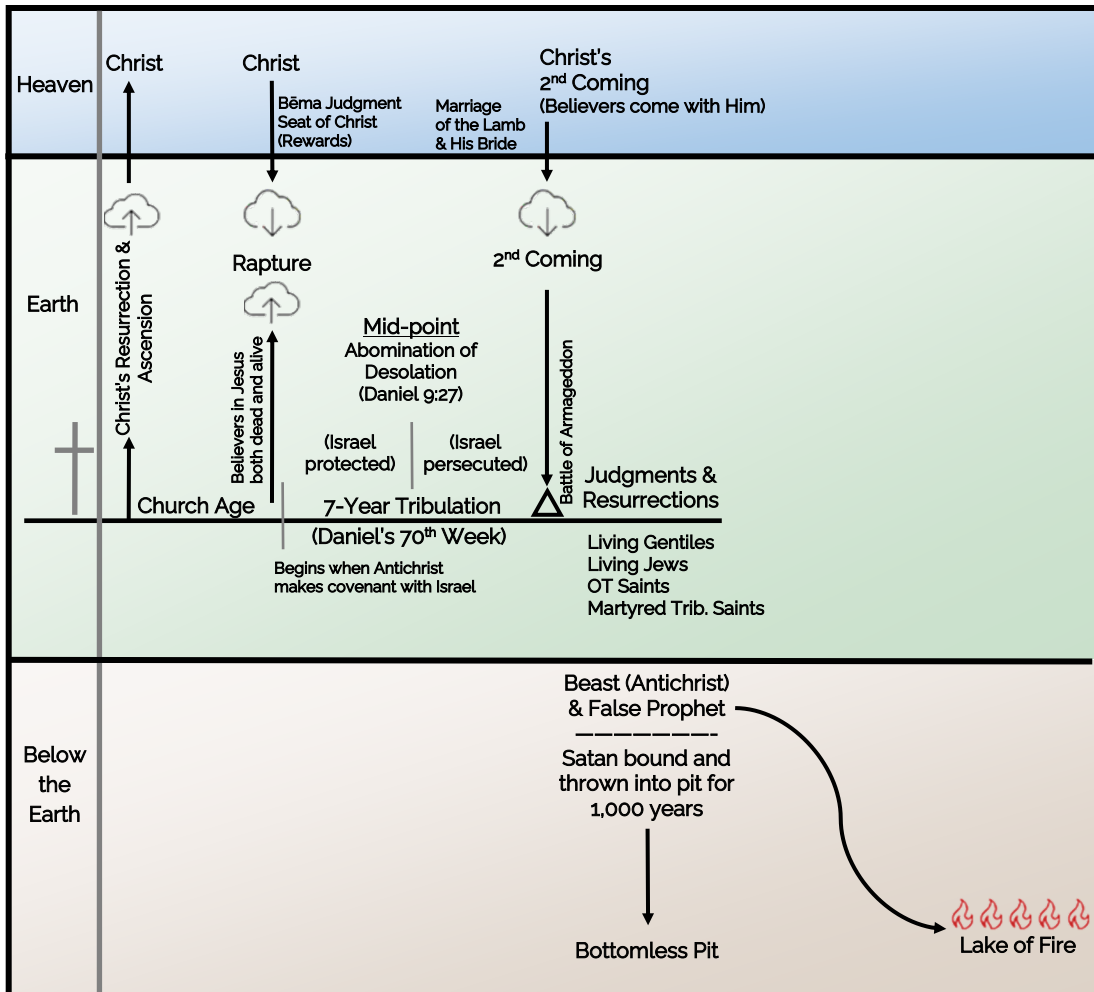 Heaven
Christ
Christ
Bēma Judgment
Seat of Christ
(Rewards)
Marriage
of the Lamb
& His Bride
Christ's
2nd Coming
(Believers come with Him)
Earth
Christ's Resurrection &
Ascension
Rapture
Believers in Jesus
both dead and alive
Mid-point
Abomination of
Desolation
(Daniel 9:27)
(Israel
protected)
(Israel
persecuted)
2nd Coming
Battle of Armageddon
Church Age
7-Year Tribulation
(Daniel's 70th Week)
Begins when Antichrist
makes covenant with Israel
Judgments &
Resurrections
Living Gentiles
Living Jews
OT Saints
Martyred Trib. Saints
Below
the
Earth
Beast (Antichrist)
& False Prophet
Satan bound and
thrown into pit for
1,000 years
Bottomless Pit
Lake of Fire